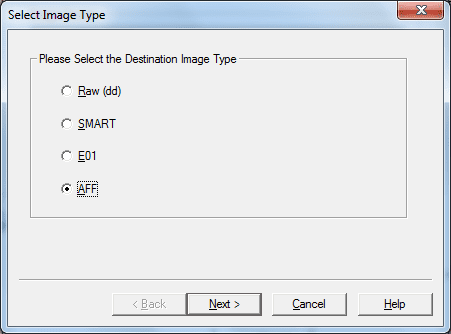 Select Image Type
Please Select the Destination Image Type
Raw (dd)
SMART
E01
AFF
< Back Next > Cancel Help